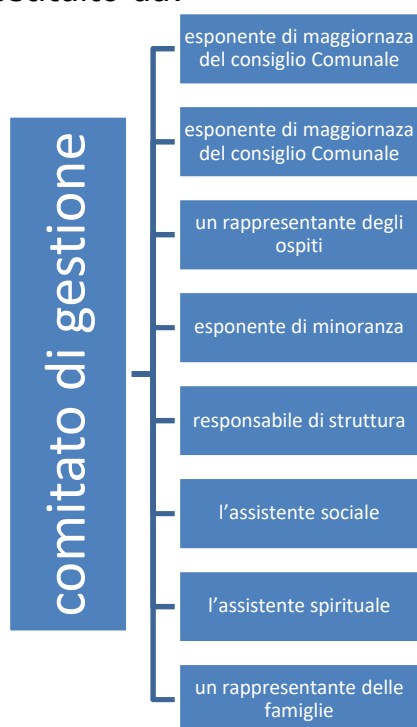 comitato di gestione
esponente di maggiornaza
del consiglio Comunale
esponente di maggiornaza
del consiglio Comunale
un rappresentante degli
ospiti
esponente di minoranza
responsabile di struttura
l’assistente sociale
l’assistente spirituale
un rappresentante delle
famiglie